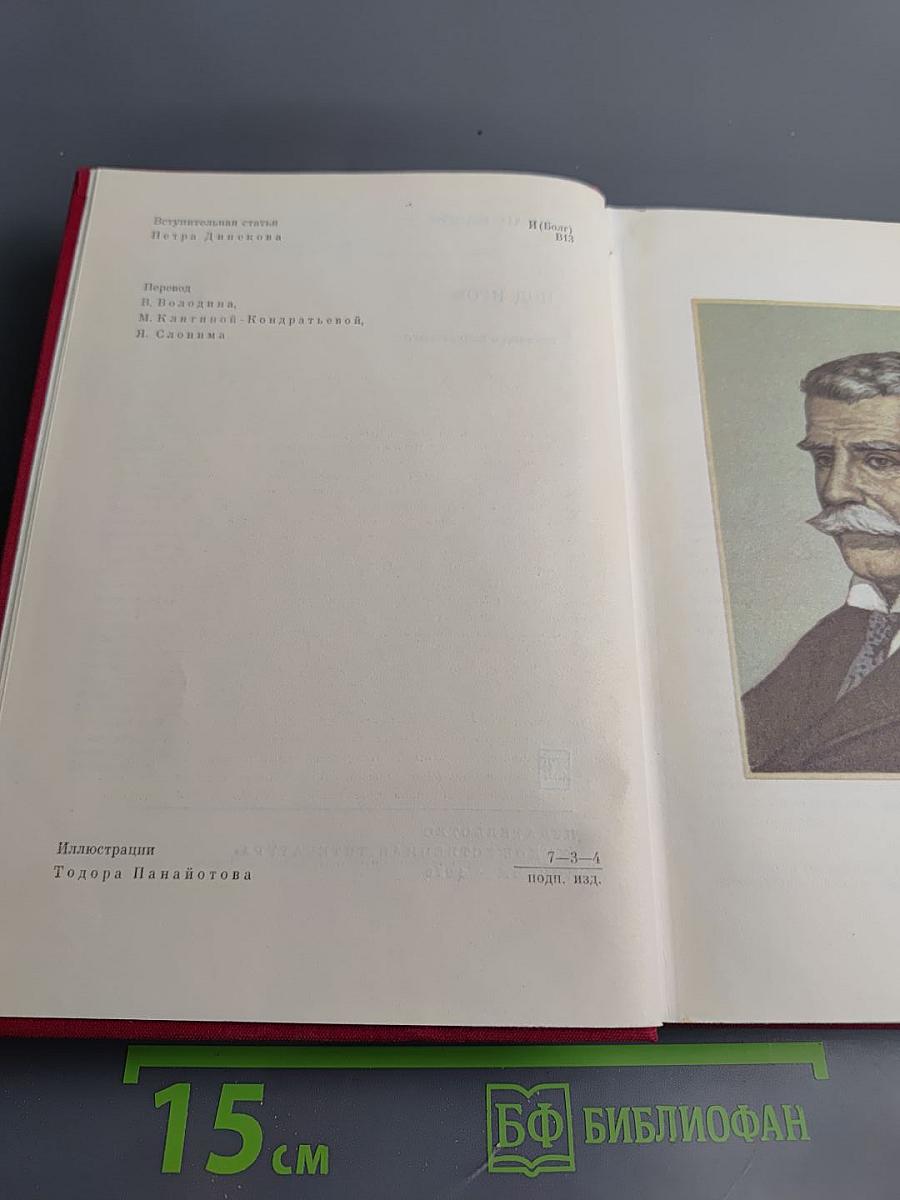 Вступительная статья
Петра Динекова
И(Болг)
В13
Перевод
В. Володина,
М. Клягиной-Кондратьевой,
Я. Слонима
Иллюстрации
Тодора Панайотова
7—3—4
подп. изд.
15 см
БФ БИБЛИОФАН